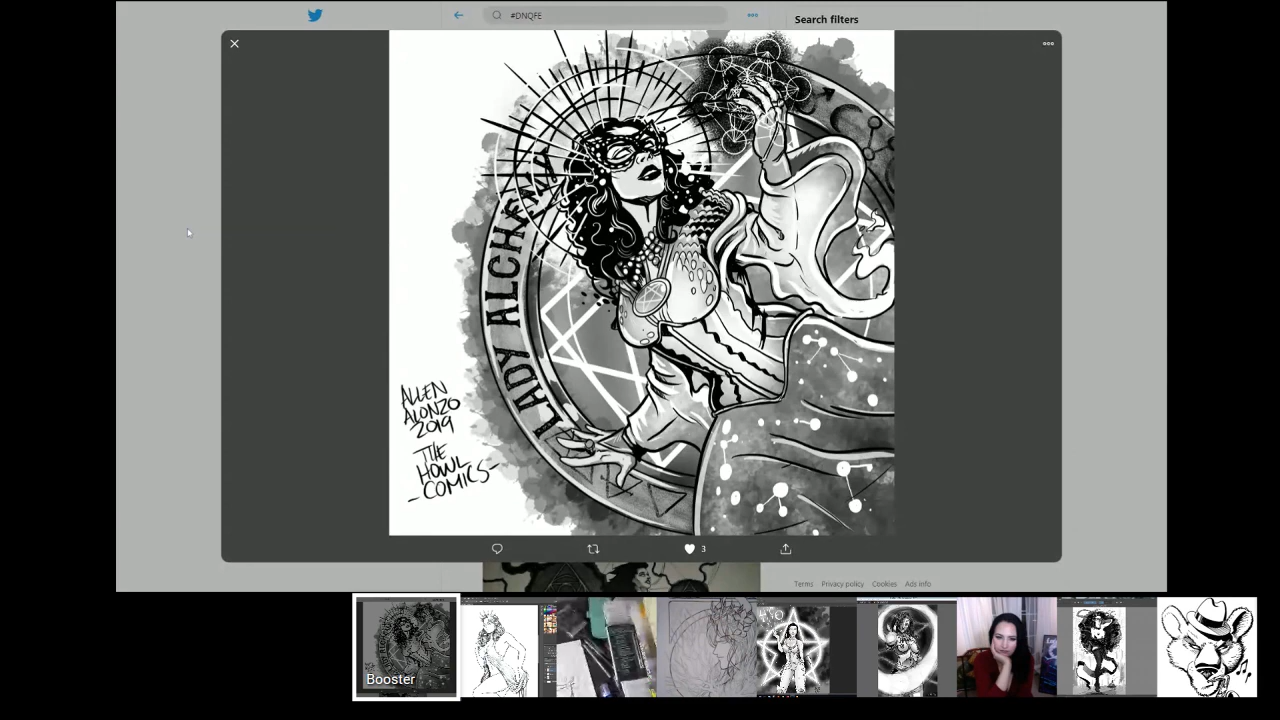 #DNQFE
Search filters
LADY ALCHEMY
ALLEN
ALONZO
2019
THE
HOWL
-COMICS-
3
Terms Privacy policy Cookies Ads info
Booster